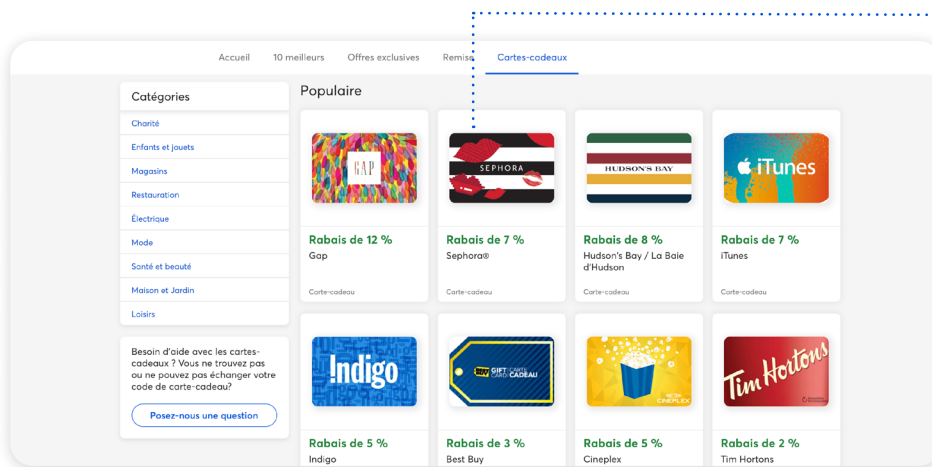 Accueil 10 meilleurs Offres exclusives Remise Cartes-cadeaux
Catégories
Charité
Enfants et jouets
Magasins
Restauration
Électrique
Mode
Santé et beauté
Maison et Jardin
Loisirs
Besoin d'aide avec les cartes-
cadeaux ? Vous ne trouvez pas
ou ne pouvez pas échanger votre
code de carte-cadeau?
Posez-nous une question
Populaire
GAP
Rabais de 12 %
Gap
Carte-cadeau
SEPHORA
Rabais de 7 %
Sephora®
Carte-cadeau
HUDSON'S BAY
Rabais de 8 %
Hudson's Bay / La Baie
d'Hudson
Carte-cadeau
iTunes
Rabais de 7 %
iTunes
Carte-cadeau
Indigo
Rabais de 5 %
Indigo
BEST BUY
GIFT CARTE
CARD CADEAU
Rabais de 3 %
Best Buy
CINEPLEX
Rabais de 5 %
Cineplex
Tim Hortons
Rabais de 2 %
Tim Hortons